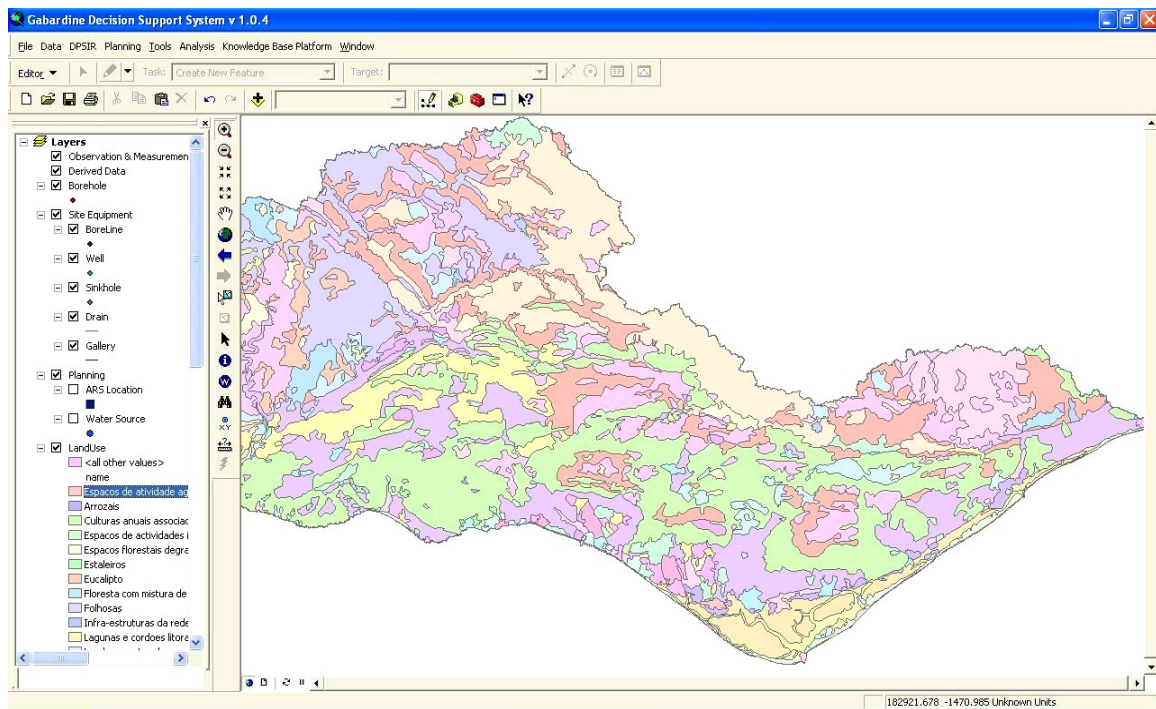 Gabardine Decision Support System v 1.0.4
File Data DPSIR Planning Tools Analysis Knowledge Base Platform Window
Editor Task: Create New Feature Target:
Layers
Observation & Measuremen
Derived Data
Borehole
Site Equipment
BoreLine
Well
Sinkhole
Drain
Gallery
Planning
ARS Location
Water Source
LandUse
<all other values>
name
Espacos de atividade ag
Arrozais
Culturas anuais associac
Espacos de actividades i
Espacos florestais degra
Estaleiros
Eucalipto
Floresta com mistura de
Folhosas
Infra-estruturas da rede
Lagunas e cordoes litora
182921.678 -1470.985 Unknown Units